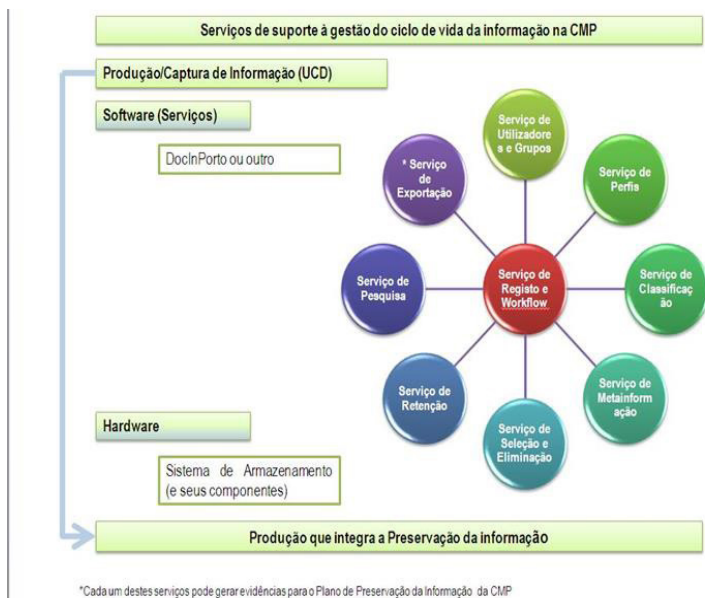 Serviços de suporte à gestão do ciclo de vida da informação na CMP
Produção/Captura de Informação (UCD)
Software (Serviços)
DocInPorto ou outro
Serviço de
Utilizadore
s e Grupos
Serviço de
Perfis
Serviço de
Classificaç
ão
Serviço de
Metainform
ação
Serviço de
Seleção e
Eliminação
Serviço de
Retenção
Serviço de
Pesquisa
* Serviço
de
Exportação
Serviço de
Registo e
Workflow
Hardware
Sistema de Armazenamento
(e seus componentes)
Produção que integra a Preservação da informação
*Cada um destes serviços pode gerar evidências para o Plano de Preservação da Informação da CMP